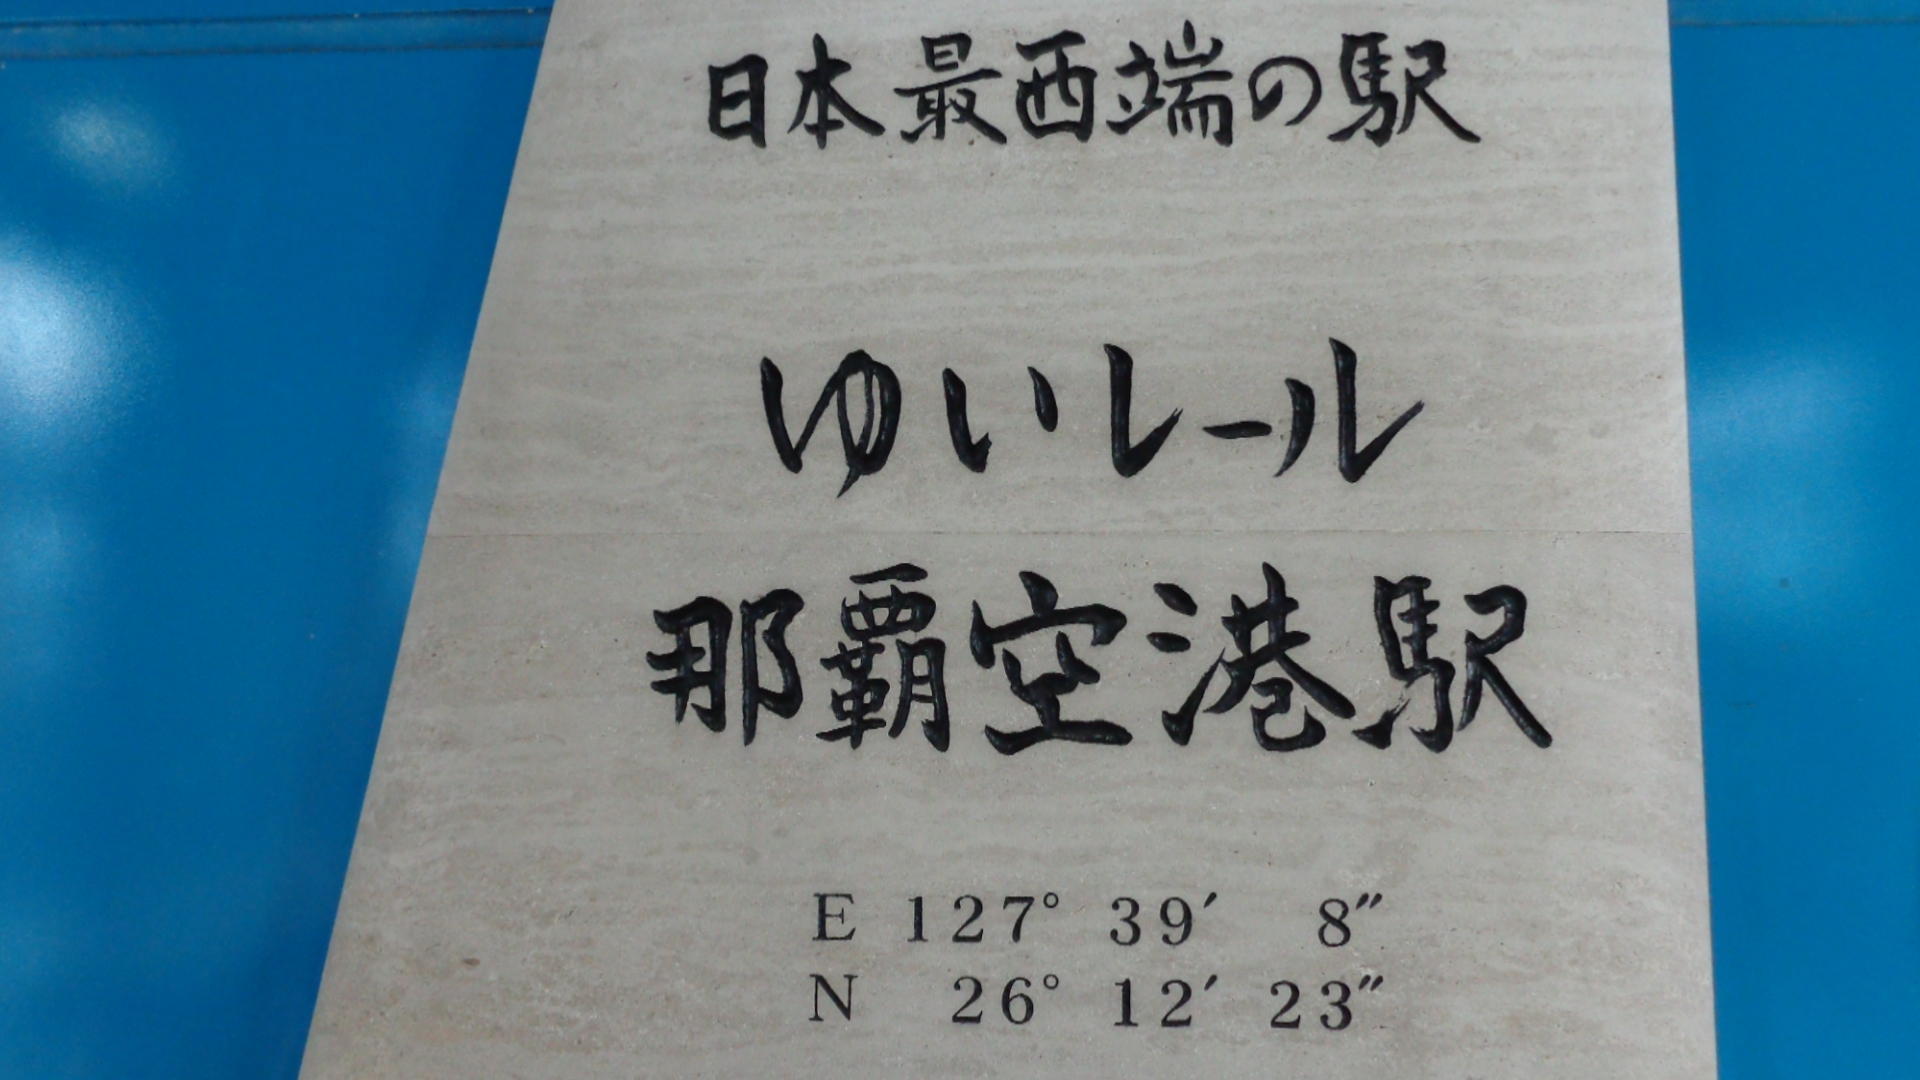 日本最西端の駅
ゆいレール
那覇空港駅
E 127° 39′ 8″
N 26° 12′ 23″